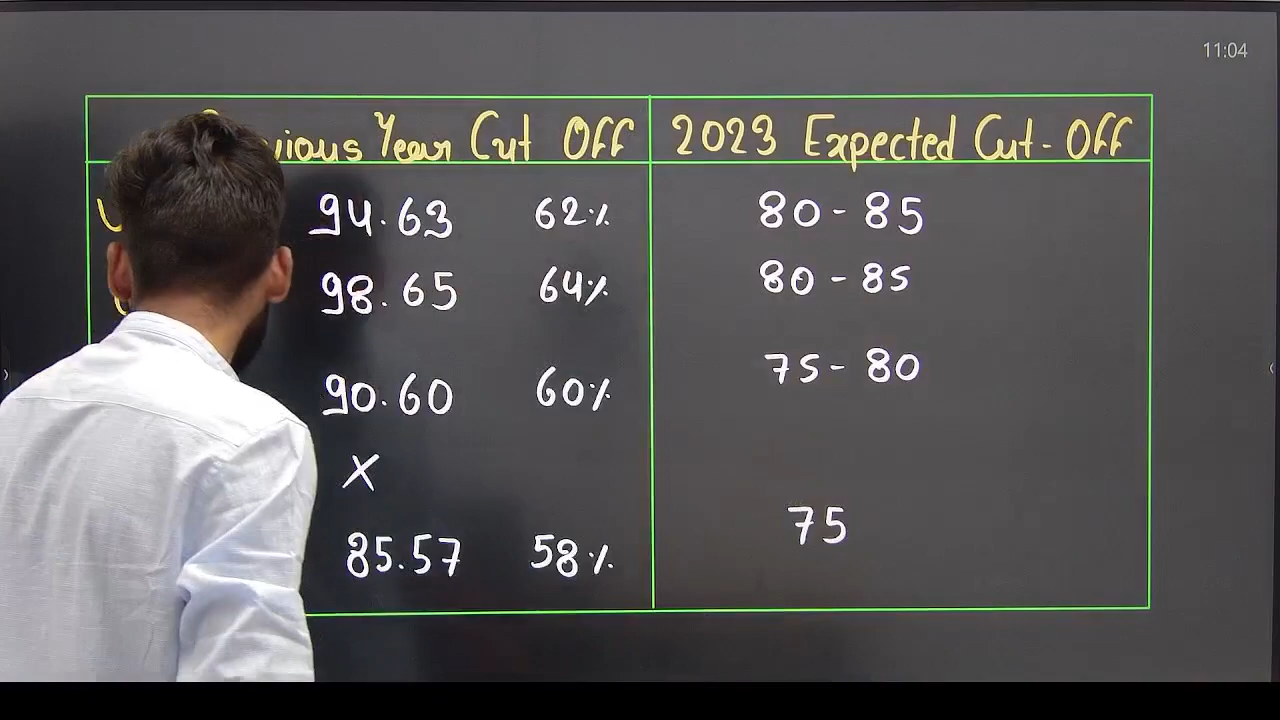 11:04
Year Cut Off 2023 Expected Cut-Off
94.63 62% 80-85
98.65 64% 80-85
90.60 60% 75-80
X
85.57 58% 75